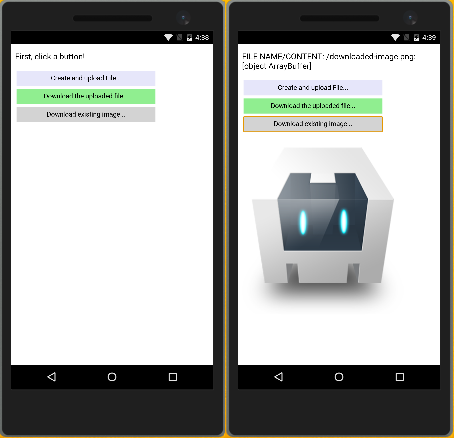 4:38
First, click a button!
Create and upload File...
Download the uploaded file...
Download existing image...
4:39
FILE NAME/CONTENT: /downloaded-image.png:
[object ArrayBuffer]
Create and upload File...
Download the uploaded file...
Download existing image...